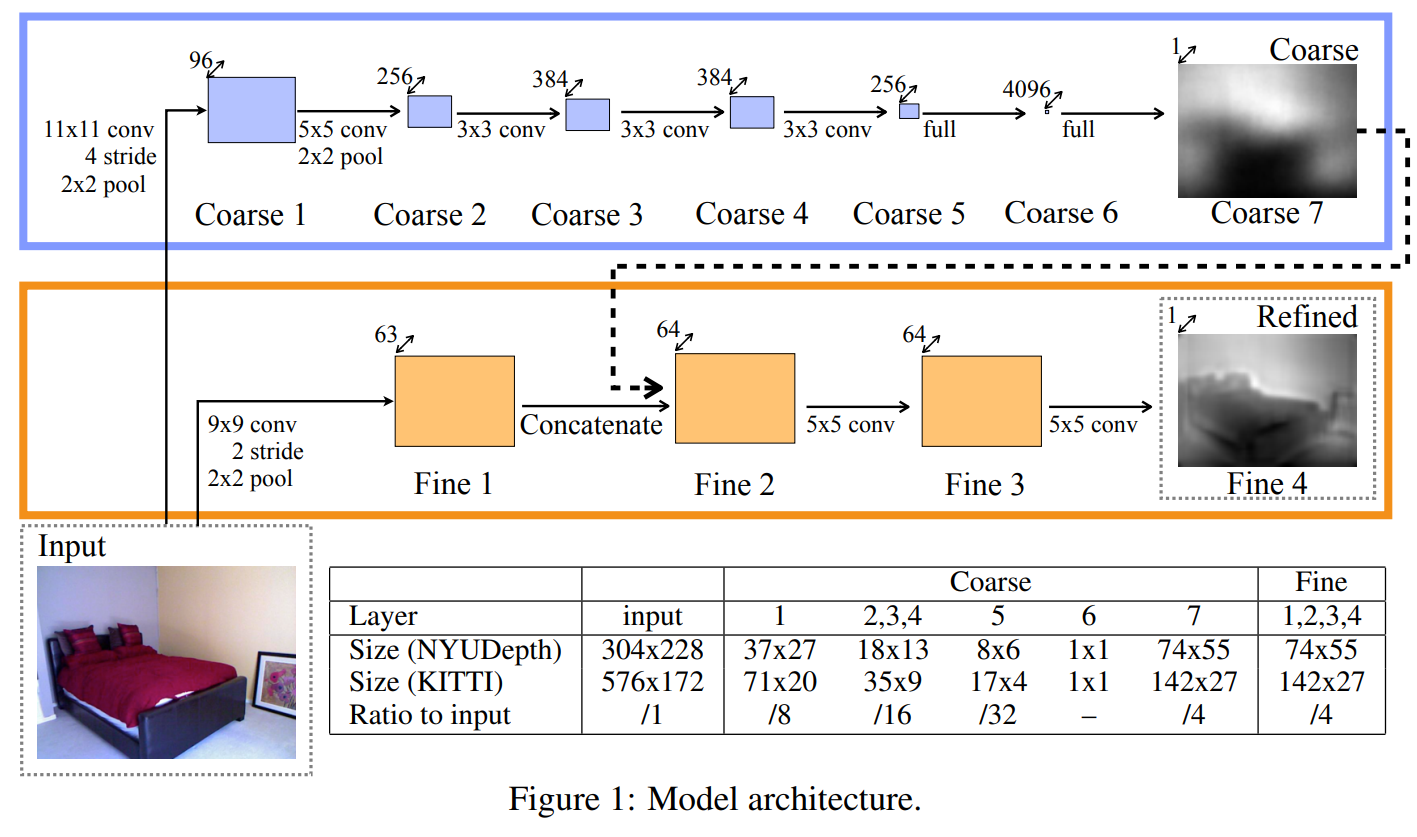 96
256
384
384
256
4096
1
Coarse
11x11 conv
4 stride
2x2 pool
5x5 conv
2x2 pool
3x3 conv
3x3 conv
3x3 conv
full
full
Coarse 1
Coarse 2
Coarse 3
Coarse 4
Coarse 5
Coarse 6
Coarse 7
63
64
64
1
Refined
9x9 conv
2 stride
2x2 pool
Concatenate
5x5 conv
5x5 conv
Fine 1
Fine 2
Fine 3
Fine 4
Input
Coarse Fine
Layer input 1 2,3,4 5 6 7 1,2,3,4
Size (NYUDepth) 304x228 37x27 18x13 8x6 1x1 74x55 74x55
Size (KITTI) 576x172 71x20 35x9 17x4 1x1 142x27 142x27
Ratio to input /1 /8 /16 /32 – /4 /4
Figure 1: Model architecture.